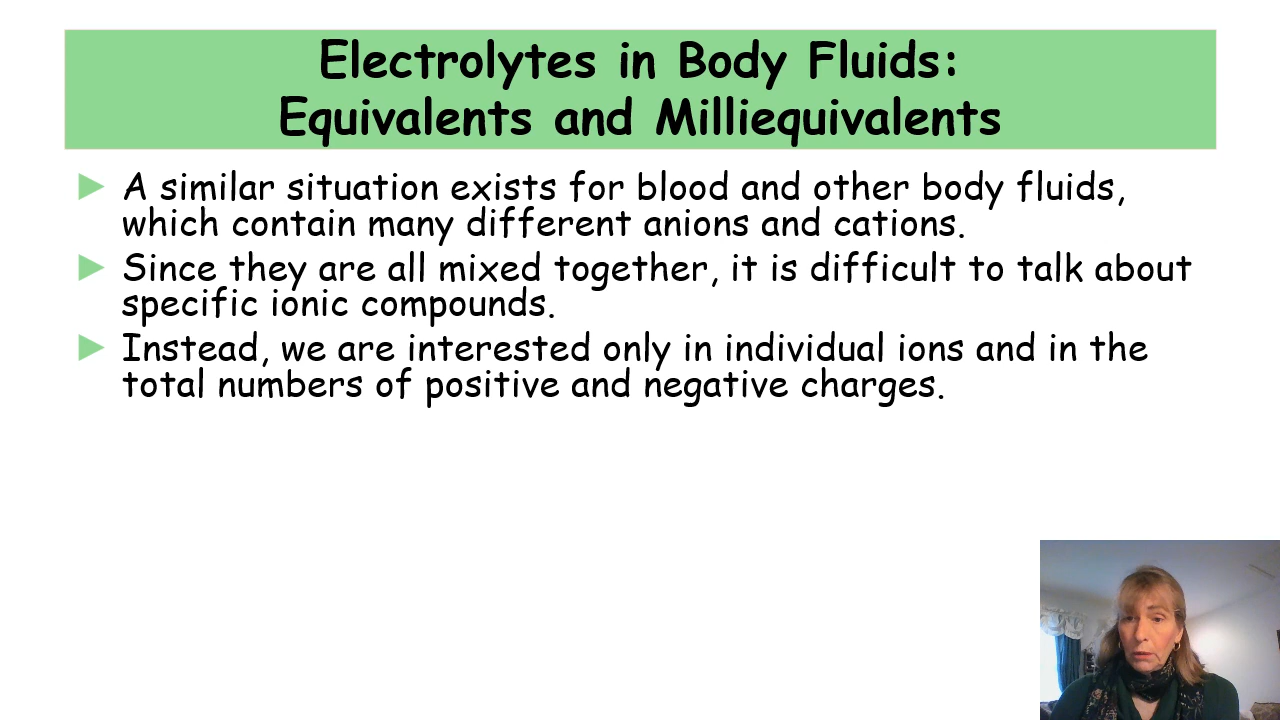 Electrolytes in Body Fluids:
Equivalents and Milliequivalents
A similar situation exists for blood and other body fluids,
which contain many different anions and cations.
Since they are all mixed together, it is difficult to talk about
specific ionic compounds.
Instead, we are interested only in individual ions and in the
total numbers of positive and negative charges.